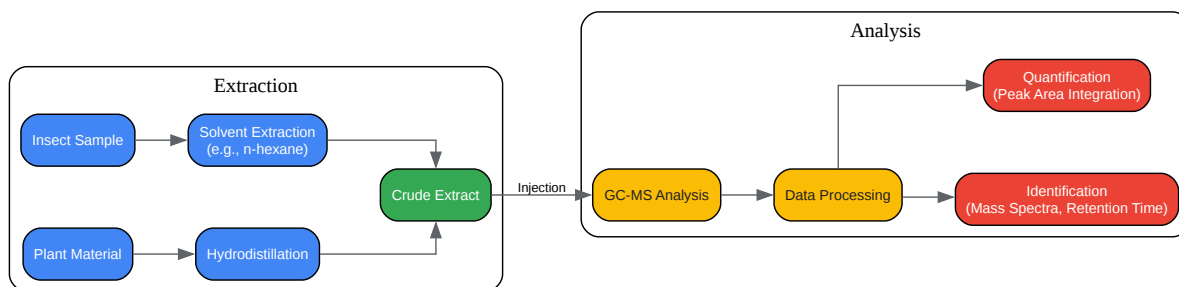 Extraction
Insect Sample
Solvent Extraction
(e.g., n-hexane)
Plant Material
Hydrodistillation
Crude Extract
Injection
Analysis
GC-MS Analysis
Data Processing
Quantification
(Peak Area Integration)
Identification
(Mass Spectra, Retention Time)